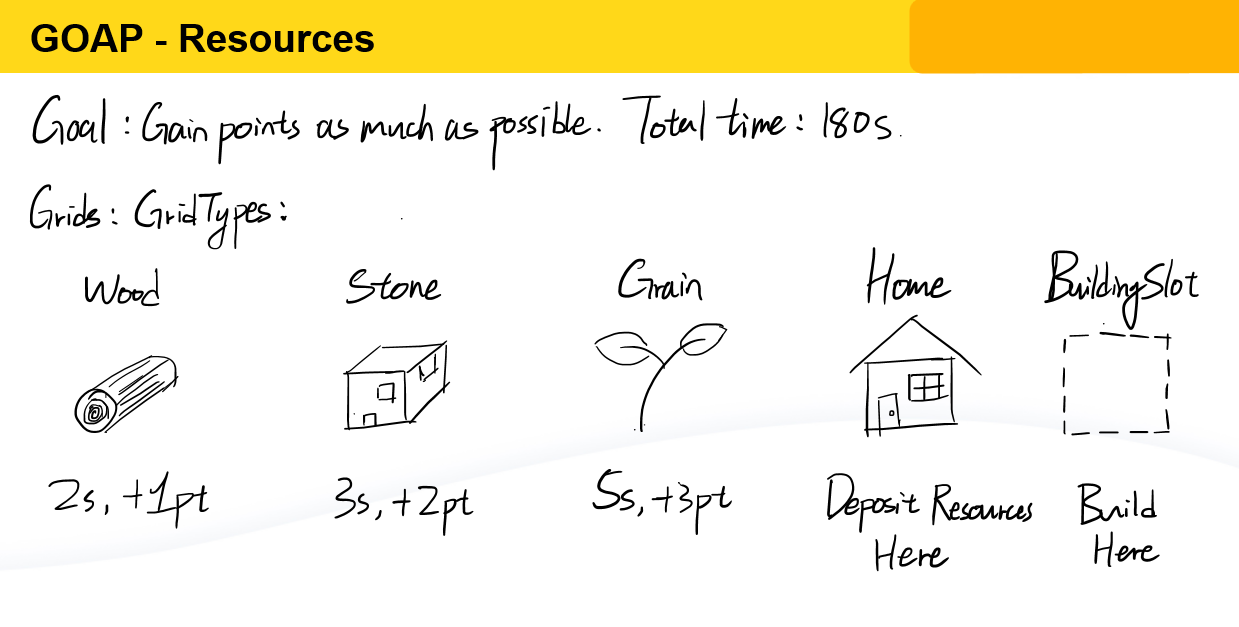 GOAP - Resources
Goal : Gain points as much as possible. Total time : 180s.
Grids : GridTypes :
Wood Stone Grain Home BuildingSlot
2s, +1pt 3s, +2pt 5s, +3pt Deposit Resources Build
Here Here